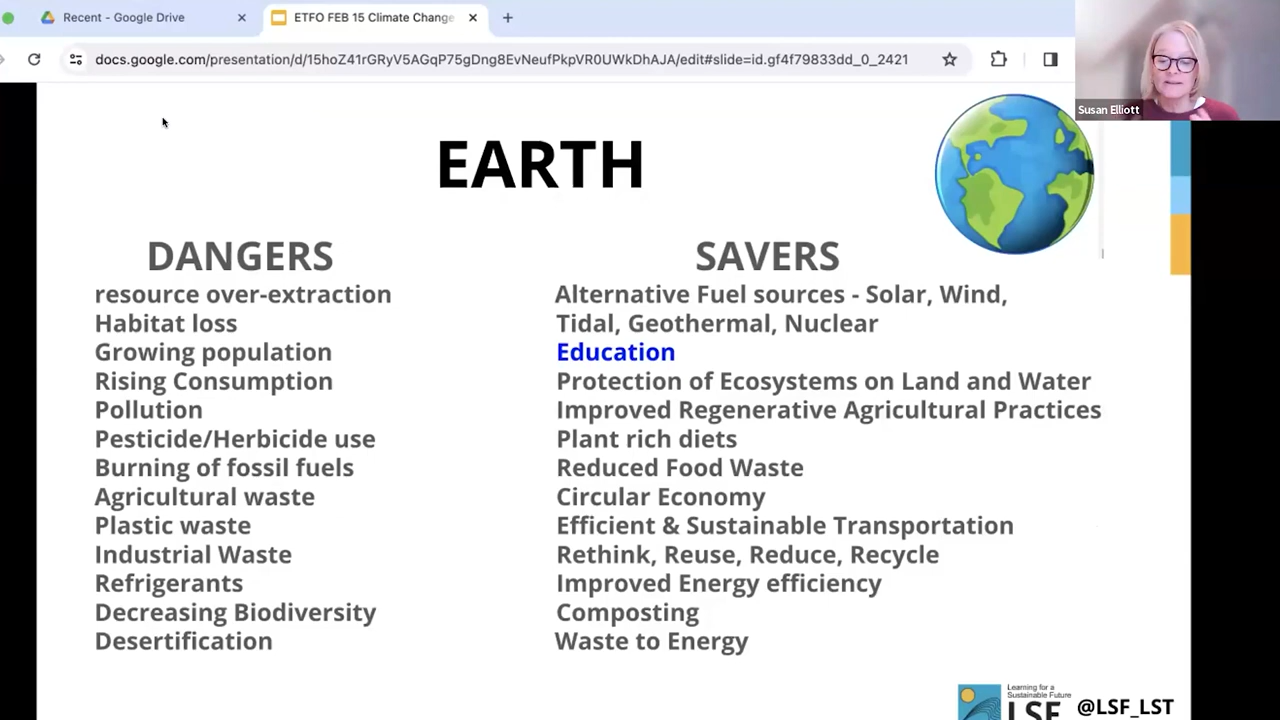 Recent - Google Drive
ETFO FEB 15 Climate Change
docs.google.com/presentation/d/15hoZ41rGRyV5AGqP75gDng8EvNeufPkpVR0UWkDhAJA/edit#slide=id.gf4f79833dd_0_2421
Susan Elliott
EARTH
DANGERS
resource over-extraction
Habitat loss
Growing population
Rising Consumption
Pollution
Pesticide/Herbicide use
Burning of fossil fuels
Agricultural waste
Plastic waste
Industrial Waste
Refrigerants
Decreasing Biodiversity
Desertification
SAVERS
Alternative Fuel sources - Solar, Wind,
Tidal, Geothermal, Nuclear
Education
Protection of Ecosystems on Land and Water
Improved Regenerative Agricultural Practices
Plant rich diets
Reduced Food Waste
Circular Economy
Efficient & Sustainable Transportation
Rethink, Reuse, Reduce, Recycle
Improved Energy efficiency
Composting
Waste to Energy
Learning for a
Sustainable Future
LSF
@LSF_LST